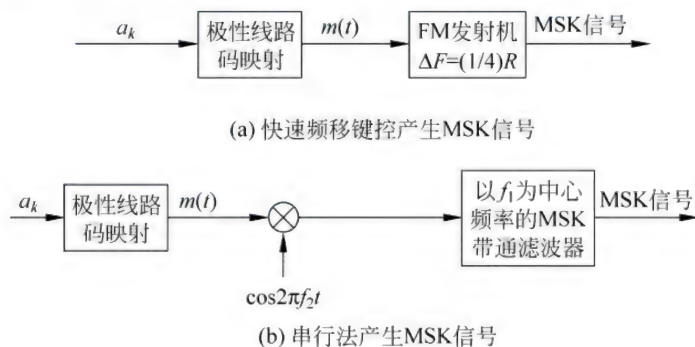 a_k
极性线路
码映射
m(t)
FM发射机
ΔF=(1/4)R
MSK信号
(a) 快速频移键控产生MSK信号
a_k
极性线路
码映射
m(t)
cos2πf₂t
以f₁为中心
频率的MSK
带通滤波器
MSK信号
(b) 串行法产生MSK信号